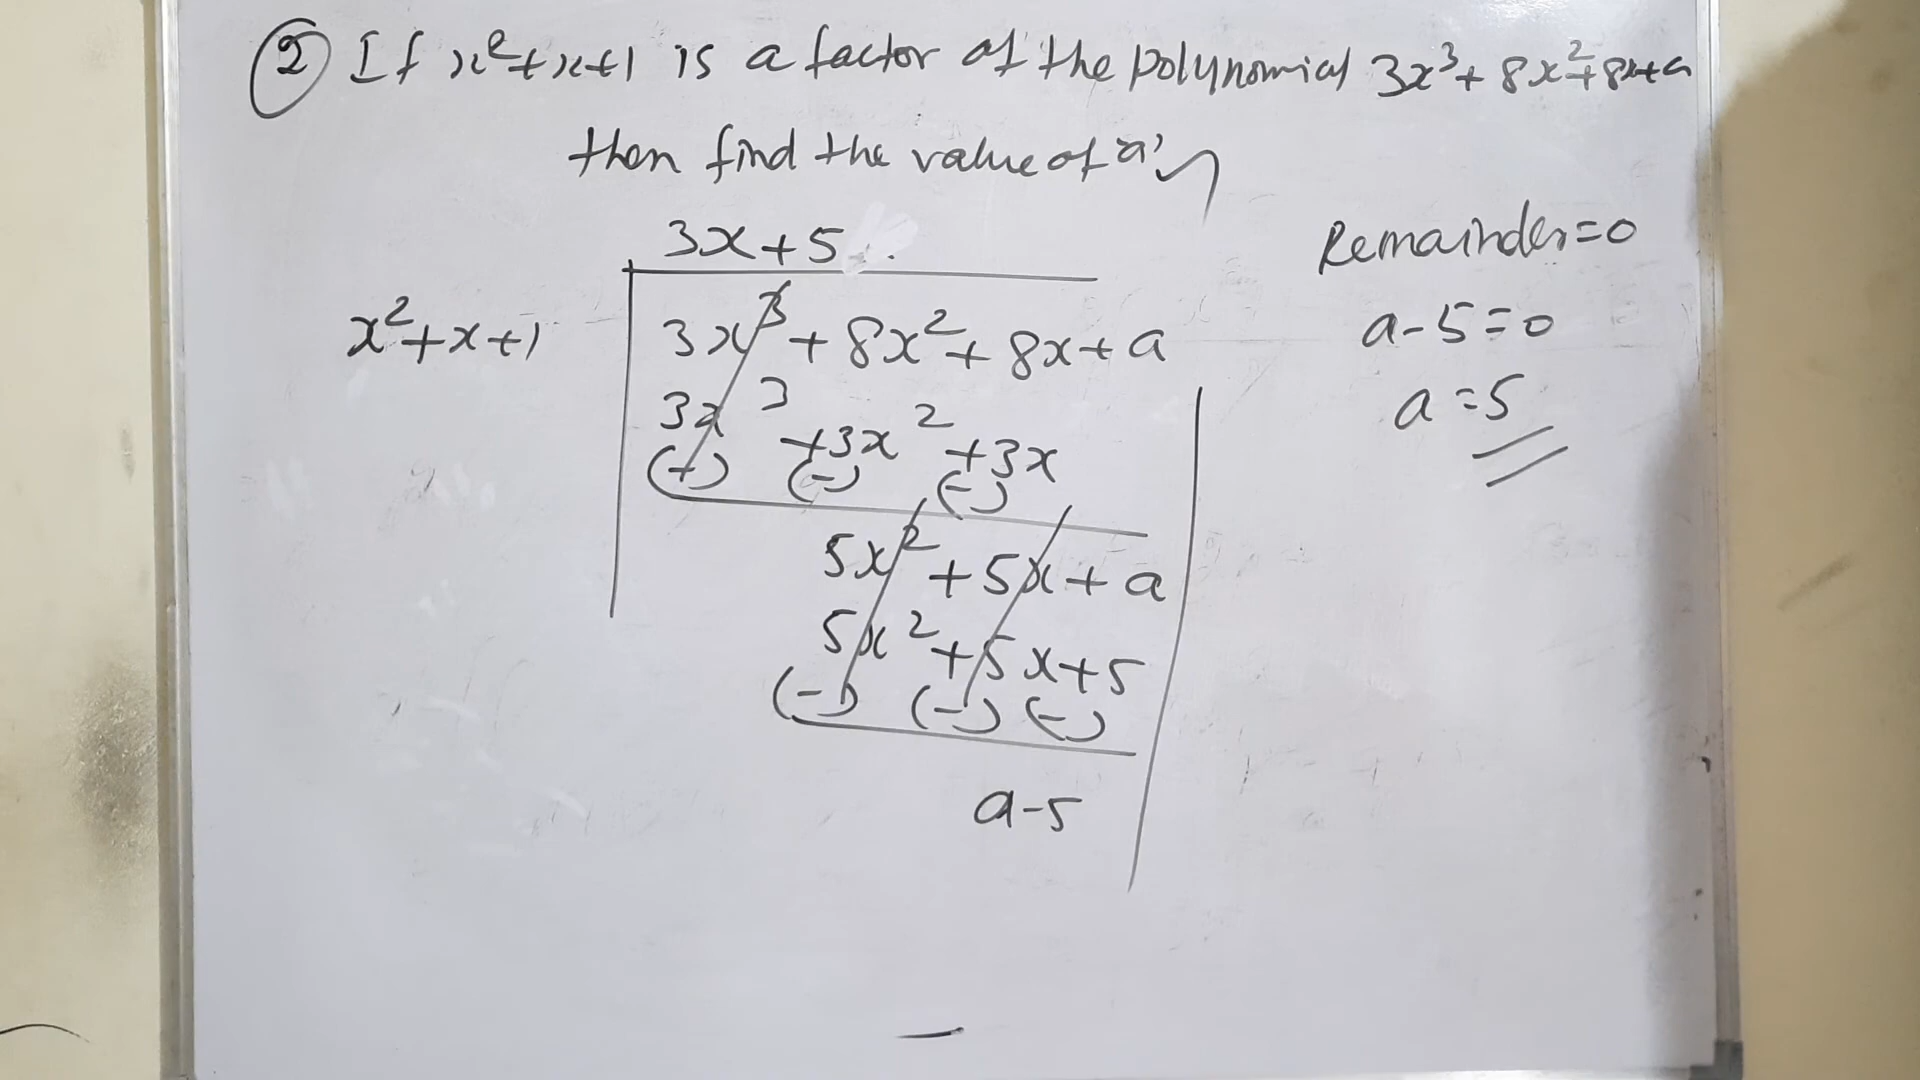 ② If x²+x+1 is a factor of the polynomial 3x³+8x²+8x+a
then find the value of 'a'
3x+5
x²+x+1
3x³+8x²+8x+a
3x³+3x²+3x
(-) (-) (-)
5x²+5x+a
5x²+5x+5
(-) (-) (-)
a-5
Remainder=0
a-5=0
a=5